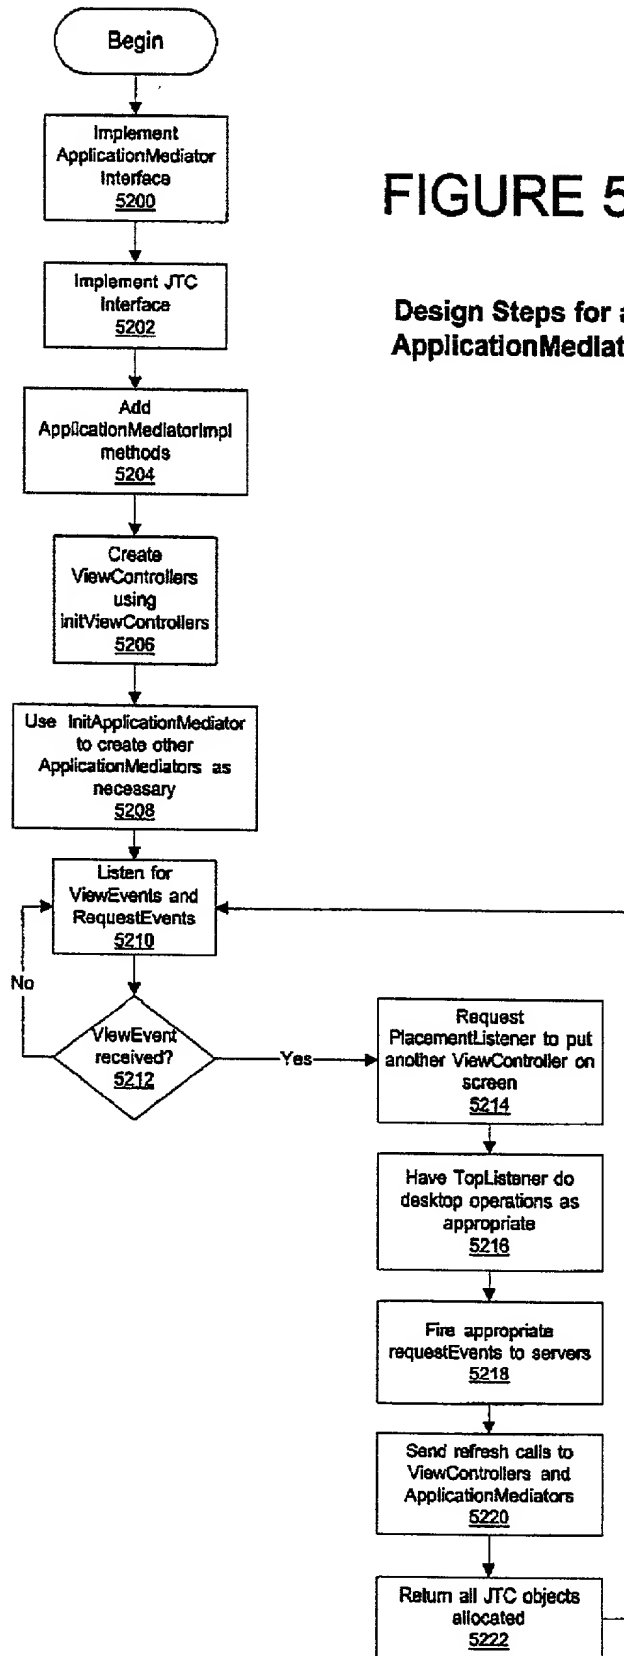 Begin
Implement
ApplicationMediator
Interface
5200
FIGURE 5
Implement JTC
Interface
5202
Design Steps for a
ApplicationMediat
Add
ApplicationMediatorImpl
methods
5204
Create
ViewControllers
using
initViewControllers
5206
Use InitApplicationMediator
to create other
ApplicationMediators as
necessary
5208
Listen for
ViewEvents and
RequestEvents
5210
No
ViewEvent
received?
5212
Yes
Request
PlacementListener to put
another ViewController on
screen
5214
Have TopListener do
desktop operations as
appropriate
5216
Fire appropriate
requestEvents to servers
5218
Send refresh calls to
ViewControllers and
ApplicationMediators
5220
Return all JTC objects
allocated
5222